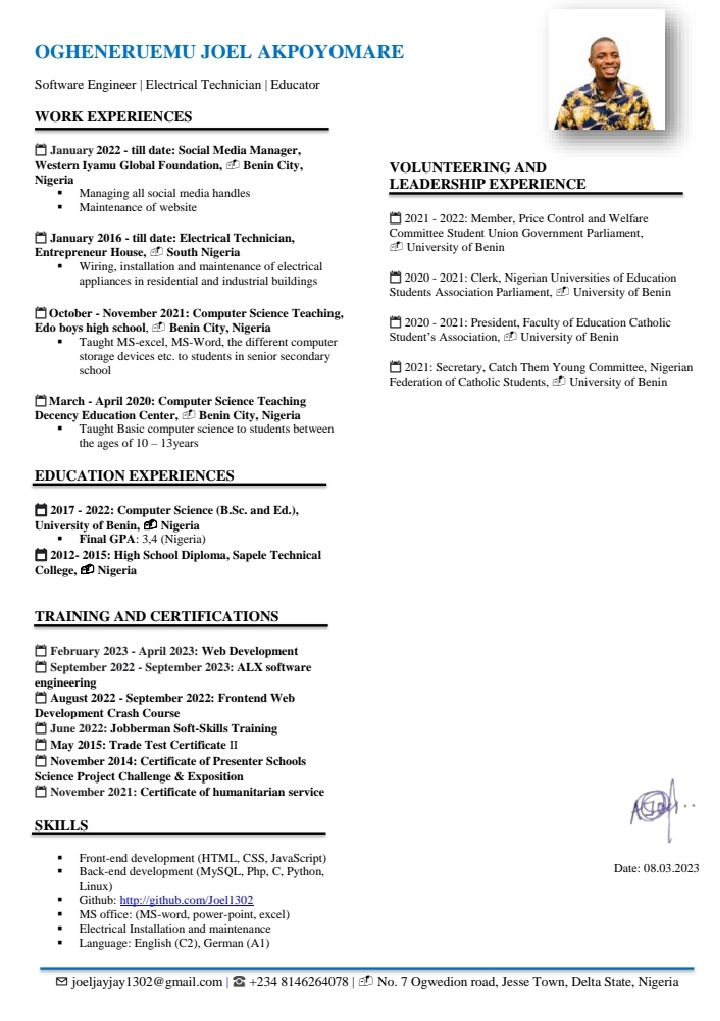 OGHENERUEMU JOEL AKPOYOMARE
Software Engineer | Electrical Technician | Educator
WORK EXPERIENCES
January 2022 – till date: Social Media Manager,
Western Iyamu Global Foundation, Benin City,
Nigeria
▪ Managing all social media handles
▪ Maintenance of website
January 2016 - till date: Electrical Technician,
Entrepreneur House, South Nigeria
▪ Wiring, installation and maintenance of electrical
appliances in residential and industrial buildings
October - November 2021: Computer Science Teaching,
Edo boys high school, Benin City, Nigeria
▪ Taught MS-excel, MS-Word, the different computer
storage devices etc. to students in senior secondary
school
March - April 2020: Computer Science Teaching
Decency Education Center,, Benin City, Nigeria
▪ Taught Basic computer science to students between
the ages of 10 – 13years
EDUCATION EXPERIENCES
2017 - 2022: Computer Science (B.Sc. and Ed.),
University of Benin, Nigeria
▪ Final GPA: 3,4 (Nigeria)
2012- 2015: High School Diploma, Sapele Technical
College, Nigeria
TRAINING AND CERTIFICATIONS
February 2023 - April 2023: Web Development
September 2022 - September 2023: ALX software
engineering
August 2022 - September 2022: Frontend Web
Development Crash Course
June 2022: Jobberman Soft-Skills Training
May 2015: Trade Test Certificate II
November 2014: Certificate of Presenter Schools
Science Project Challenge & Exposition
November 2021: Certificate of humanitarian service
SKILLS
▪ Front-end development (HTML, CSS, JavaScript)
▪ Back-end development (MySQL, Php, C, Python,
Linux)
▪ Github: http://github.com/Joel1302
▪ MS office: (MS-word, power-point, excel)
▪ Electrical Installation and maintenance
▪ Language: English (C2), German (A1)
VOLUNTEERING AND
LEADERSHIP EXPERIENCE
2021 - 2022: Member, Price Control and Welfare
Committee Student Union Government Parliament,
University of Benin
2020 - 2021: Clerk, Nigerian Universities of Education
Students Association Parliament, University of Benin
2020 - 2021: President, Faculty of Education Catholic
Student's Association, University of Benin
2021: Secretary, Catch Them Young Committee, Nigerian
Federation of Catholic Students, University of Benin
Date: 08.03.2023
joeljayjay1302@gmail.com | +234 8146264078 | No. 7 Ogwedion road, Jesse Town, Delta State, Nigeria